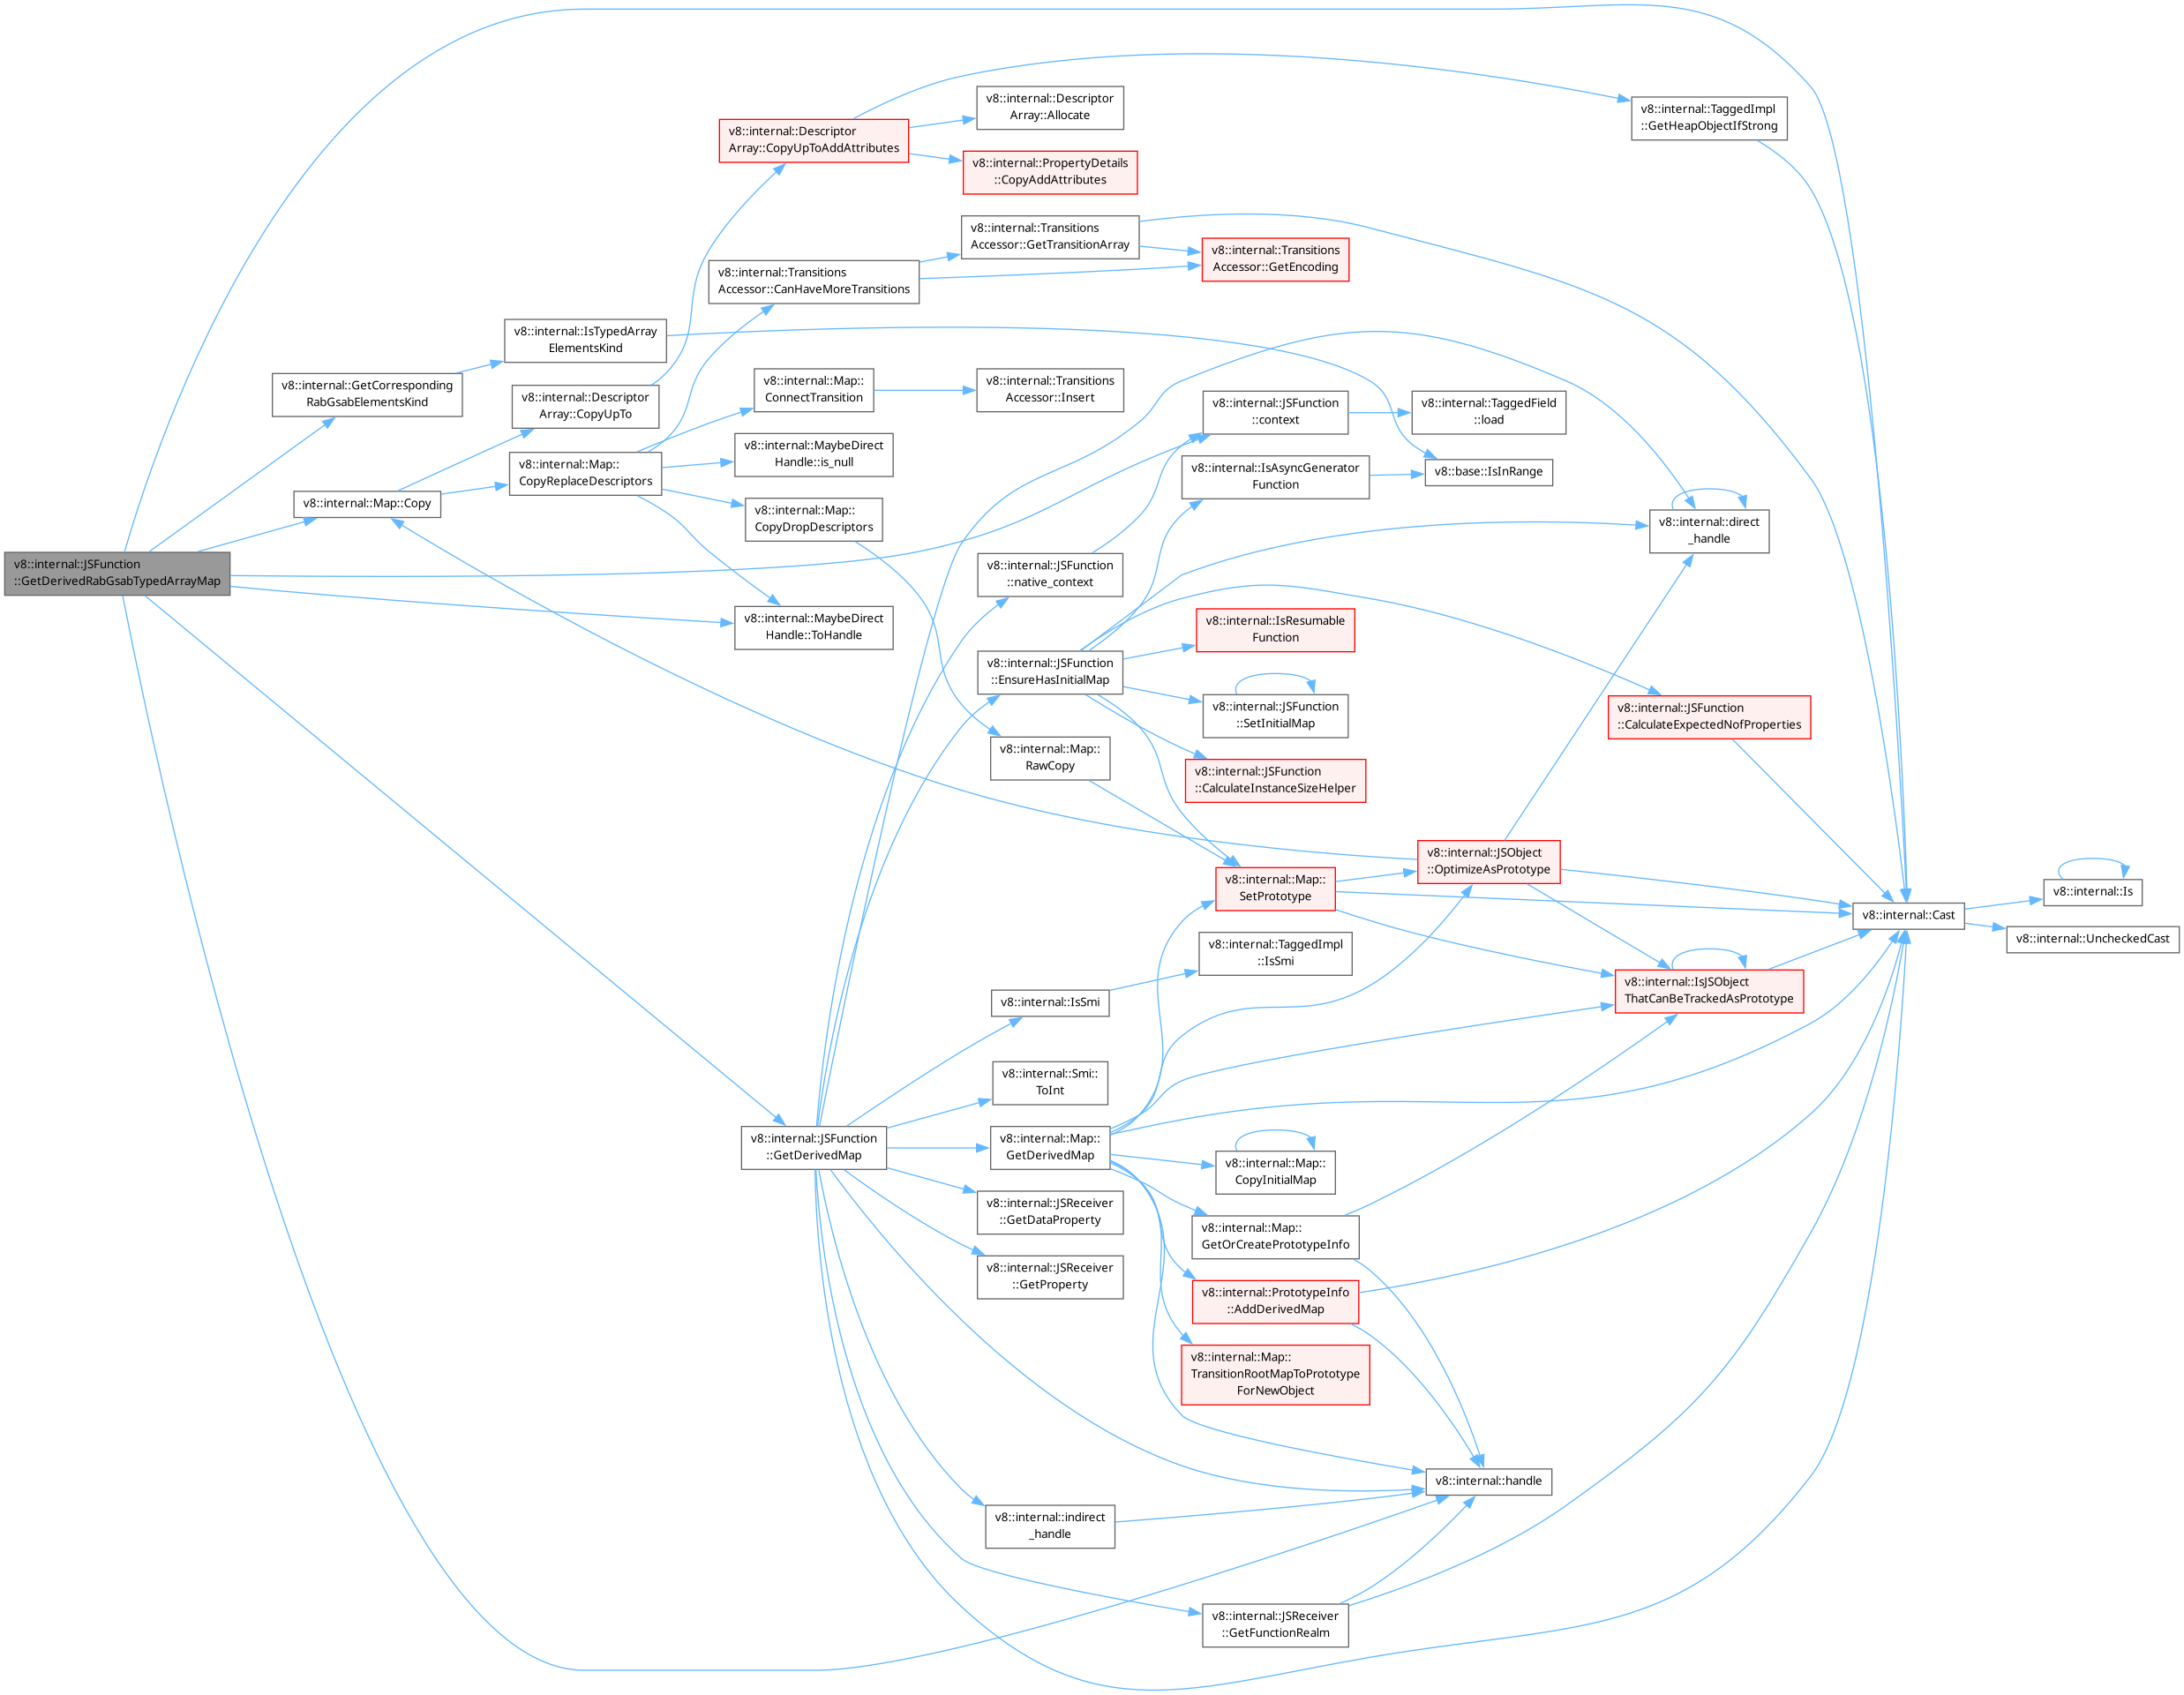 v8::internal::JSFunction
::GetDerivedRabGsabTypedArrayMap
v8::internal::GetCorresponding
RabGsabElementsKind
v8::internal::Map::Copy
v8::internal::IsTypedArray
ElementsKind
v8::internal::Descriptor
Array::CopyUpTo
v8::internal::Map::
CopyReplaceDescriptors
v8::internal::Descriptor
Array::CopyUpToAddAttributes
v8::internal::Transitions
Accessor::CanHaveMoreTransitions
v8::internal::Map::
ConnectTransition
v8::internal::MaybeDirect
Handle::is_null
v8::internal::Map::
CopyDropDescriptors
v8::internal::MaybeDirect
Handle::ToHandle
v8::internal::JSFunction
::GetDerivedMap
v8::internal::Descriptor
Array::Allocate
v8::internal::PropertyDetails
::CopyAddAttributes
v8::internal::Transitions
Accessor::GetTransitionArray
v8::internal::Transitions
Accessor::Insert
v8::internal::JSFunction
::native_context
v8::internal::JSFunction
::EnsureHasInitialMap
v8::internal::Map::
RawCopy
v8::internal::IsSmi
v8::internal::Smi::
ToInt
v8::internal::Map::
GetDerivedMap
v8::internal::JSReceiver
::GetDataProperty
v8::internal::JSReceiver
::GetProperty
v8::internal::indirect
_handle
v8::internal::Transitions
Accessor::GetEncoding
v8::internal::JSFunction
::context
v8::internal::IsAsyncGenerator
Function
v8::internal::IsResumable
Function
v8::internal::JSFunction
::SetInitialMap
v8::internal::JSFunction
::CalculateInstanceSizeHelper
v8::internal::Map::
SetPrototype
v8::internal::TaggedImpl
::IsSmi
v8::internal::Map::
CopyInitialMap
v8::internal::Map::
GetOrCreatePrototypeInfo
v8::internal::PrototypeInfo
::AddDerivedMap
v8::internal::Map::
TransitionRootMapToPrototype
ForNewObject
v8::internal::JSReceiver
::GetFunctionRealm
v8::internal::TaggedField
::load
v8::base::IsInRange
v8::internal::JSObject
::OptimizeAsPrototype
v8::internal::handle
v8::internal::TaggedImpl
::GetHeapObjectIfStrong
v8::internal::direct
_handle
v8::internal::JSFunction
::CalculateExpectedNofProperties
v8::internal::IsJSObject
ThatCanBeTrackedAsPrototype
v8::internal::Cast
v8::internal::Is
v8::internal::UncheckedCast